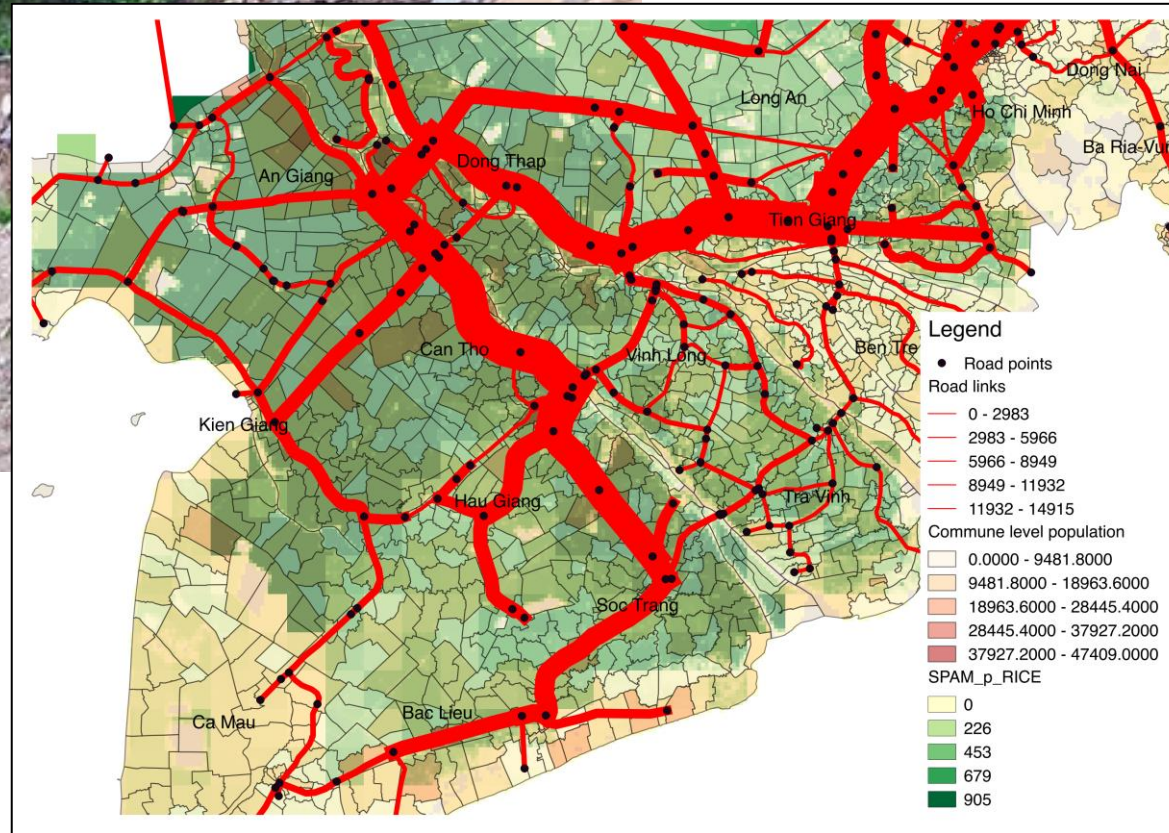 Long An
Dong Nai
Ho Chi Minh
Dong Thap
An Giang
Tien Giang
Can Tho
Vinh Long
Ben Tre
Kien Giang
Hau Giang
Tra Vinh
Soc Trang
Ca Mau
Bac Lieu
Legend
Road points
Road links
0 - 2983
2983 - 5966
5966 - 8949
8949 - 11932
11932 - 14915
Commune level population
0.0000 - 9481.8000
9481.8000 - 18963.6000
18963.6000 - 28445.4000
28445.4000 - 37927.2000
37927.2000 - 47409.0000
SPAM_p_RICE
0
226
453
679
905